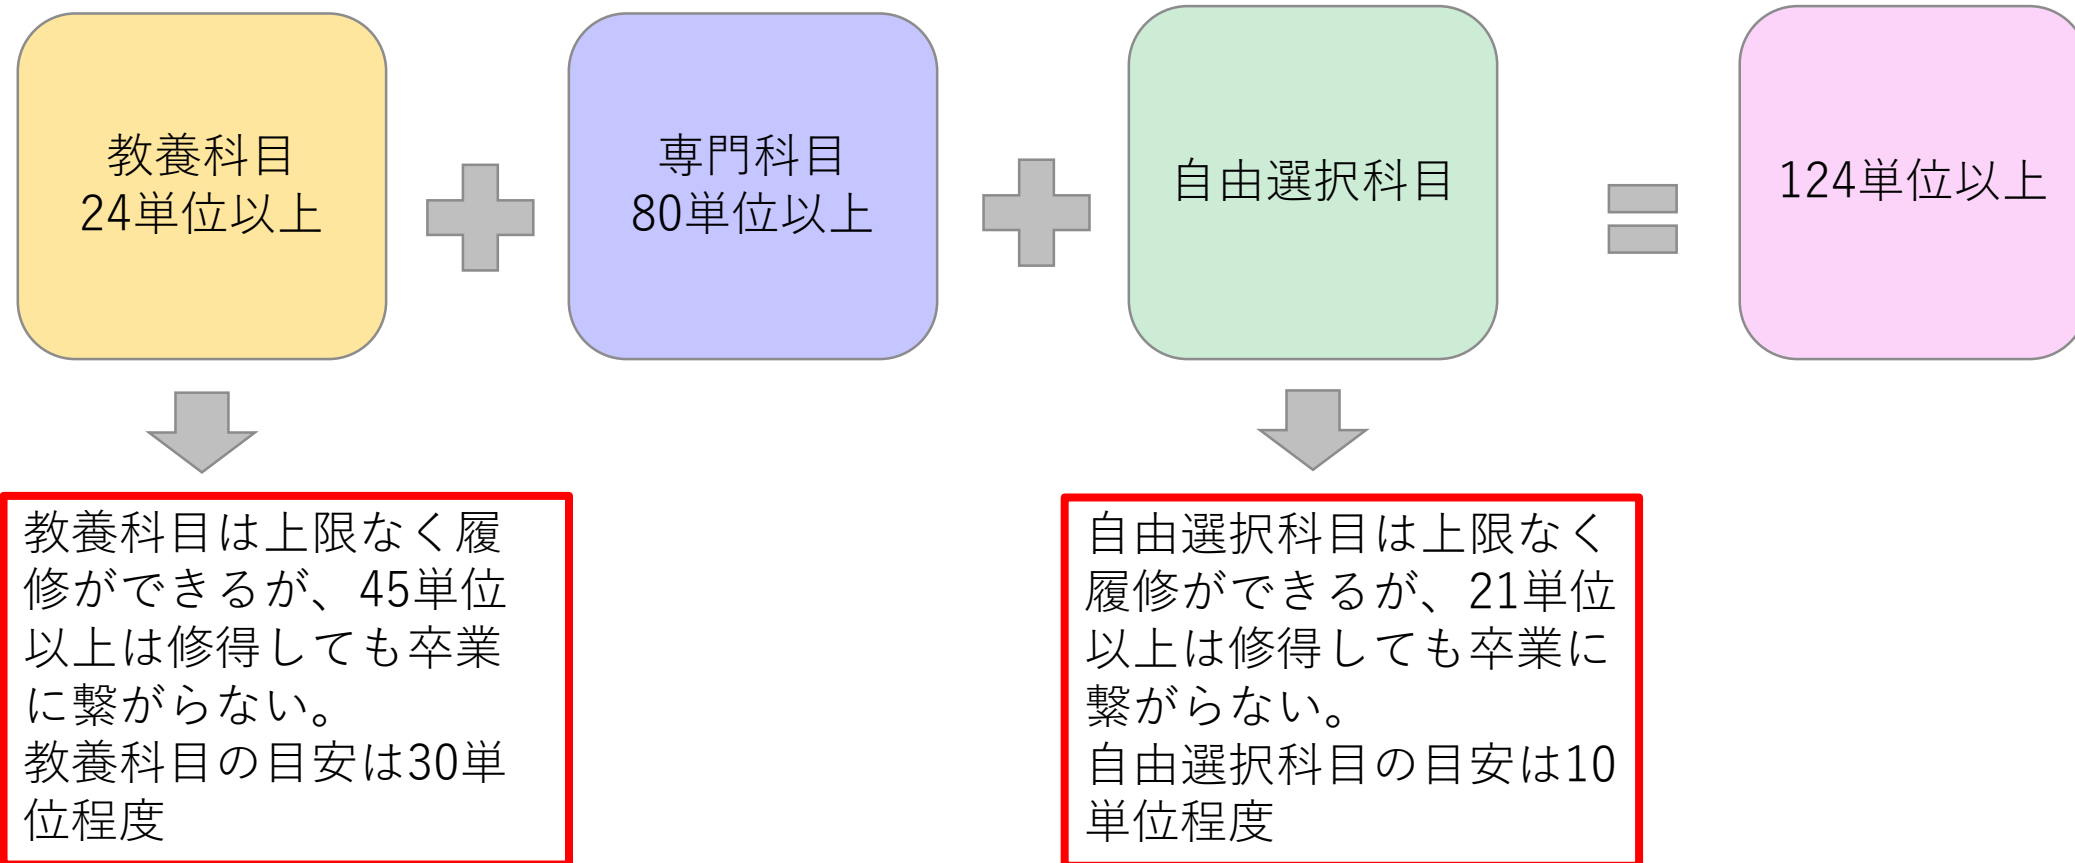 教養科目
24単位以上
専門科目
80単位以上
自由選択科目
124単位以上
教養科目は上限なく履
修ができるが、45単位
以上は修得しても卒業
に繋がらない。
教養科目の目安は30単
位程度
自由選択科目は上限なく
履修ができるが、21単位
以上は修得しても卒業に
繋がらない。
自由選択科目の目安は10
単位程度